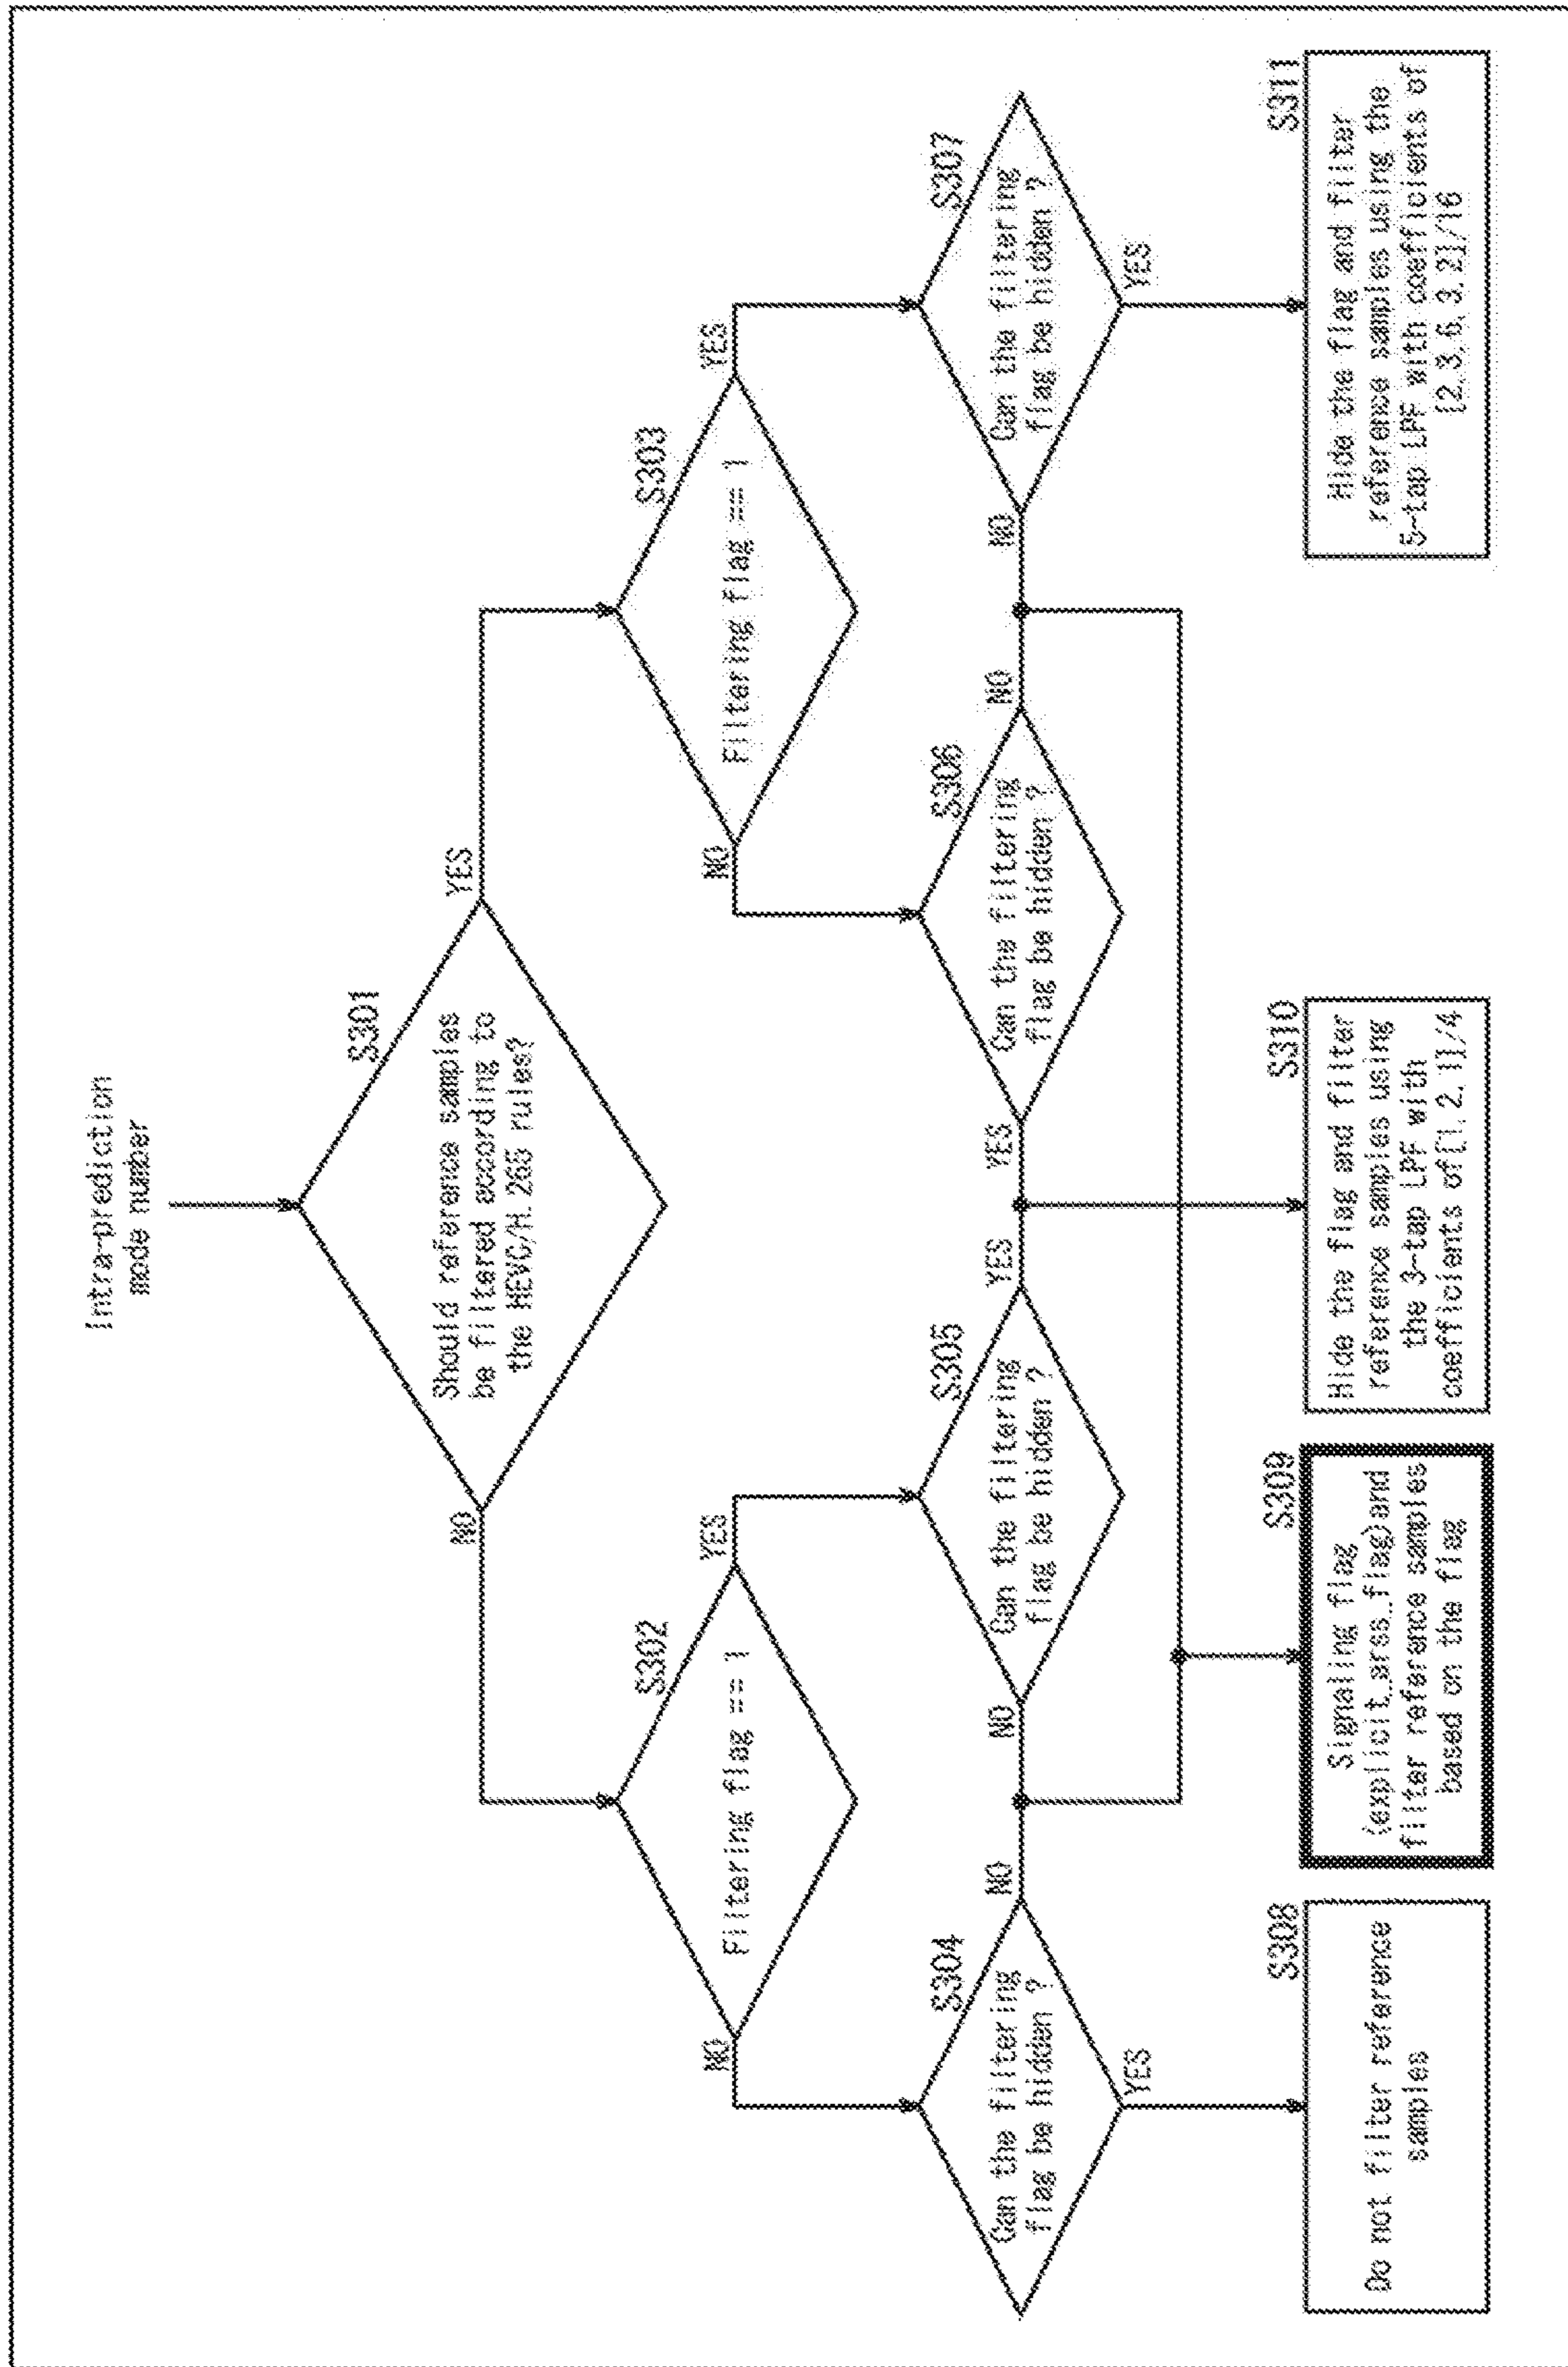 Intra-prediction
mode number
S301
Should reference samples
be filtered according to
the HEVC/H.265 rules?
NO
YES
S302
Filtering flag == 1
NO
YES
S303
Filtering flag == 1
NO
YES
S304
Can the filtering
flag be hidden ?
NO
YES
S305
Can the filtering
flag be hidden ?
NO
YES
S306
Can the filtering
flag be hidden ?
YES
NO
S307
Can the filtering
flag be hidden ?
NO
YES
S308
Do not filter reference
samples
S309
Signaling flag
(explicit_arss_flag)and
filter reference samples
based on the flag
S310
Hide the flag and filter
reference samples using
the 3-tap LPF with
coefficients of[1,2,1]/4
S311
Hide the flag and filter
reference samples using the
5-tap LPF with coefficients of
[2,3,6,3,2]/16